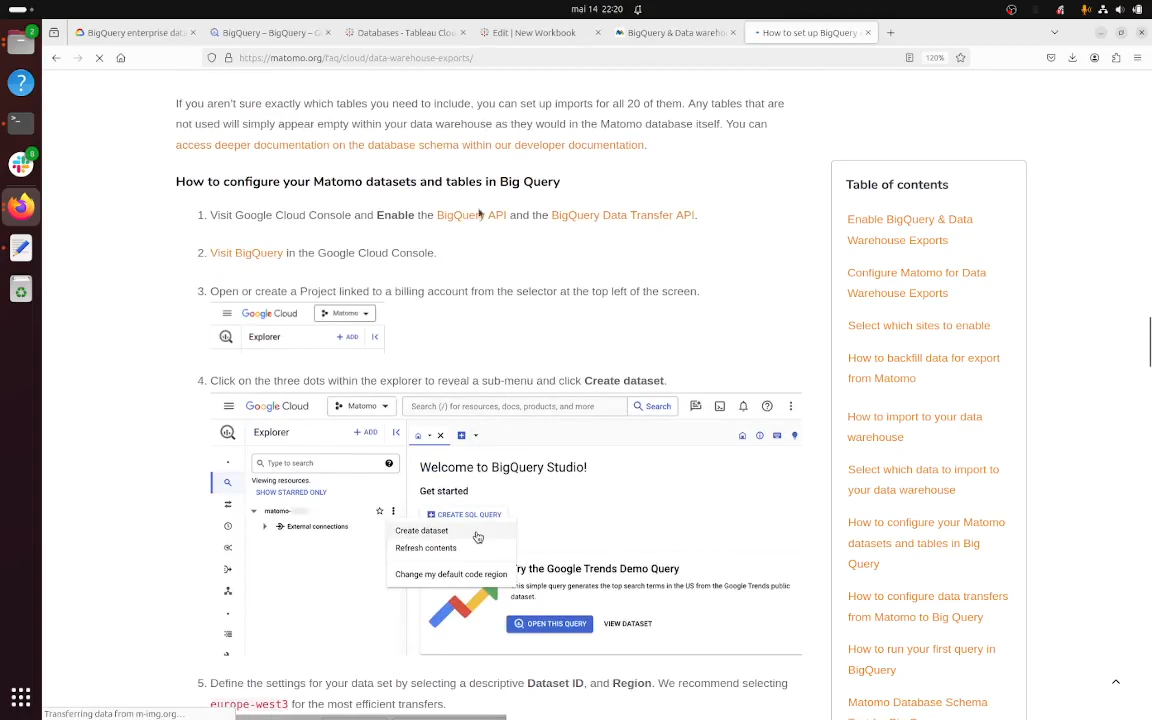 mai 14 22:20
BigQuery enterprise data
BigQuery – BigQuery – G
Databases - Tableau Clou
Edit | New Workbook
BigQuery & Data wareho
How to set up BigQuery
https://matomo.org/faq/cloud/data-warehouse-exports/
120%
If you aren't sure exactly which tables you need to include, you can set up imports for all 20 of them. Any tables that are
not used will simply appear empty within your data warehouse as they would in the Matomo database itself. You can
access deeper documentation on the database schema within our developer documentation.
How to configure your Matomo datasets and tables in Big Query
1. Visit Google Cloud Console and Enable the BigQuery API and the BigQuery Data Transfer API.
2. Visit BigQuery in the Google Cloud Console.
3. Open or create a Project linked to a billing account from the selector at the top left of the screen.
Google Cloud Matomo
Explorer + ADD
4. Click on the three dots within the explorer to reveal a sub-menu and click Create dataset.
Google Cloud Matomo Search (/) for resources, docs, products, and more Search
Explorer + ADD
Type to search
Viewing resources.
SHOW STARRED ONLY
matomo-
External connections
Welcome to BigQuery Studio!
Get started
CREATE SQL QUERY
Create dataset
Refresh contents
Change my default code region
Try the Google Trends Demo Query
This simple query generates the top search terms in the US from the Google Trends public
dataset.
OPEN THIS QUERY VIEW DATASET
5. Define the settings for your data set by selecting a descriptive Dataset ID, and Region. We recommend selecting
europe-west3 for the most efficient transfers.
Table of contents
Enable BigQuery & Data
Warehouse Exports
Configure Matomo for Data
Warehouse Exports
Select which sites to enable
How to backfill data for export
from Matomo
How to import to your data
warehouse
Select which data to import to
your data warehouse
How to configure your Matomo
datasets and tables in Big
Query
How to configure data transfers
from Matomo to Big Query
How to run your first query in
BigQuery
Matomo Database Schema
Transferring data from m-img.org…
2
8